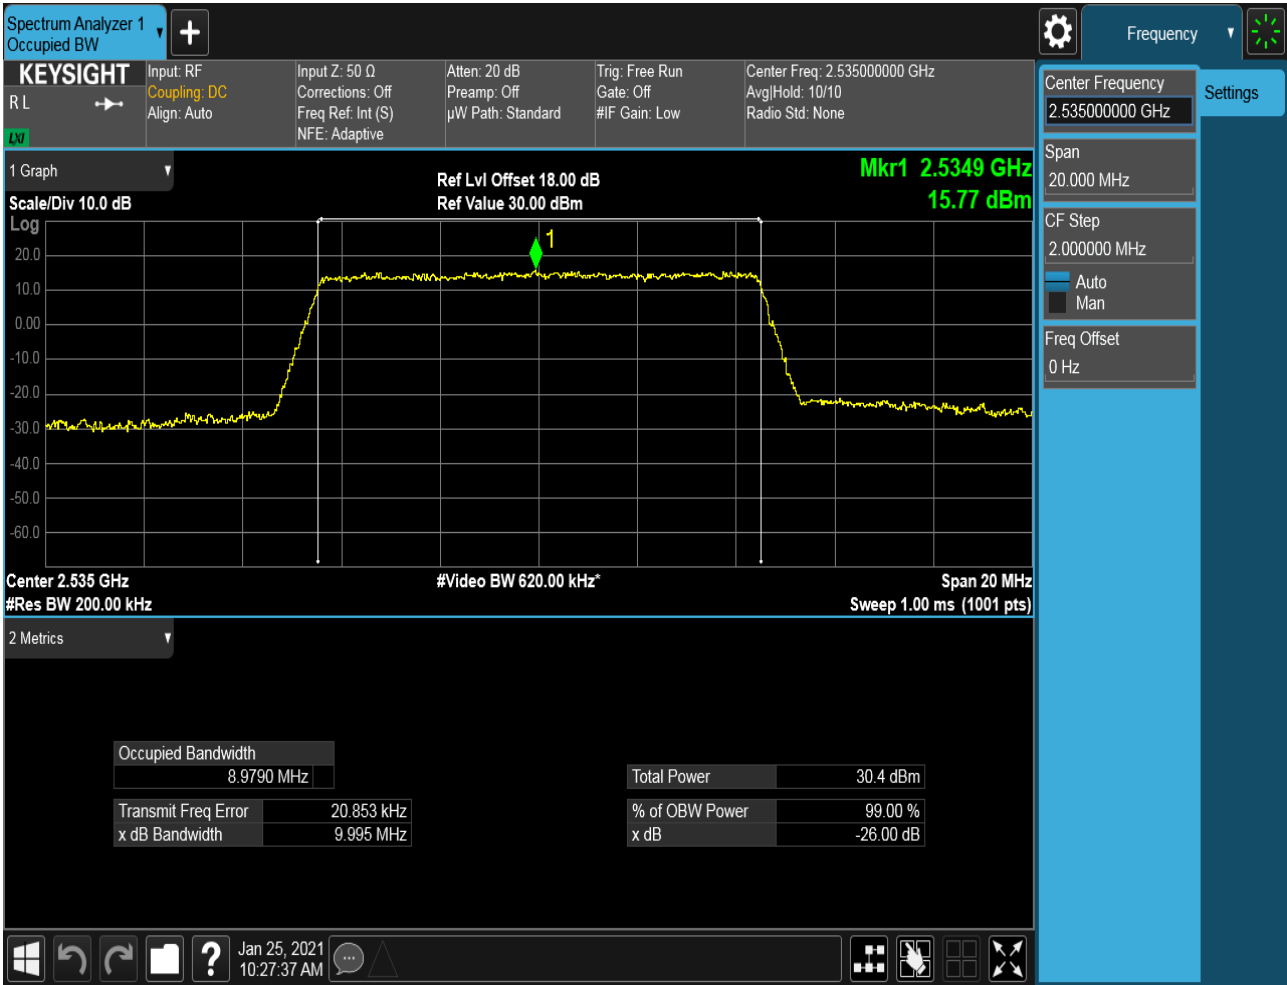 Spectrum Analyzer 1
Occupied BW
Frequency
KEYSIGHT
R L
LXI
Input: RF
Coupling: DC
Align: Auto
Input Z: 50 Ω
Corrections: Off
Freq Ref: Int (S)
NFE: Adaptive
Atten: 20 dB
Preamp: Off
µW Path: Standard
Trig: Free Run
Gate: Off
#IF Gain: Low
Center Freq: 2.535000000 GHz
Avg|Hold: 10/10
Radio Std: None
Center Frequency
2.535000000 GHz
Settings
Span
20.000 MHz
CF Step
2.000000 MHz
Auto
Man
Freq Offset
0 Hz
1 Graph
Scale/Div 10.0 dB
Ref Lvl Offset 18.00 dB
Ref Value 30.00 dBm
Mkr1 2.5349 GHz
15.77 dBm
Log
1
20.0
10.0
0.00
-10.0
-20.0
-30.0
-40.0
-50.0
-60.0
Center 2.535 GHz
#Video BW 620.00 kHz*
Span 20 MHz
#Res BW 200.00 kHz
Sweep 1.00 ms (1001 pts)
2 Metrics
Occupied Bandwidth
8.9790 MHz
Total Power 30.4 dBm
Transmit Freq Error 20.853 kHz
% of OBW Power 99.00 %
x dB Bandwidth 9.995 MHz
x dB -26.00 dB
?
Jan 25, 2021
10:27:37 AM